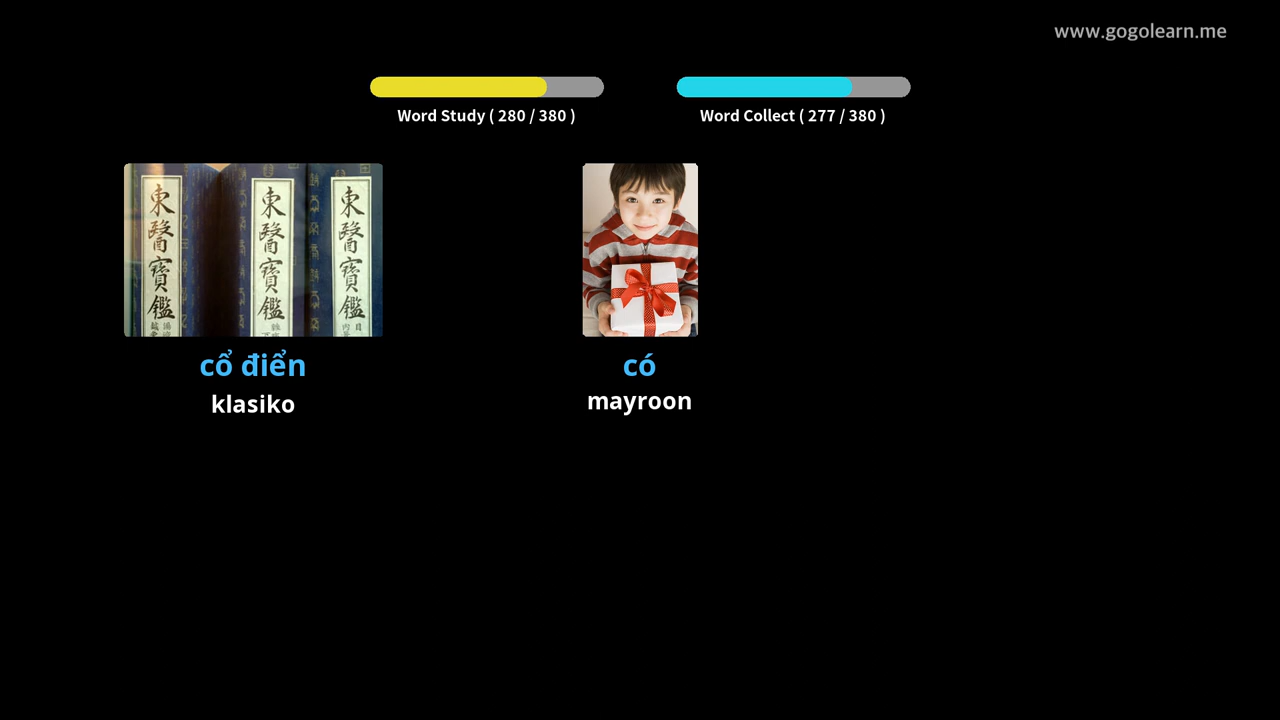 www.gogolearn.me
Word Study ( 280 / 380 )
Word Collect ( 277 / 380 )
東醫寶鑑
東醫寶鑑
東醫寶鑑
cổ điển
klasiko
có
mayroon